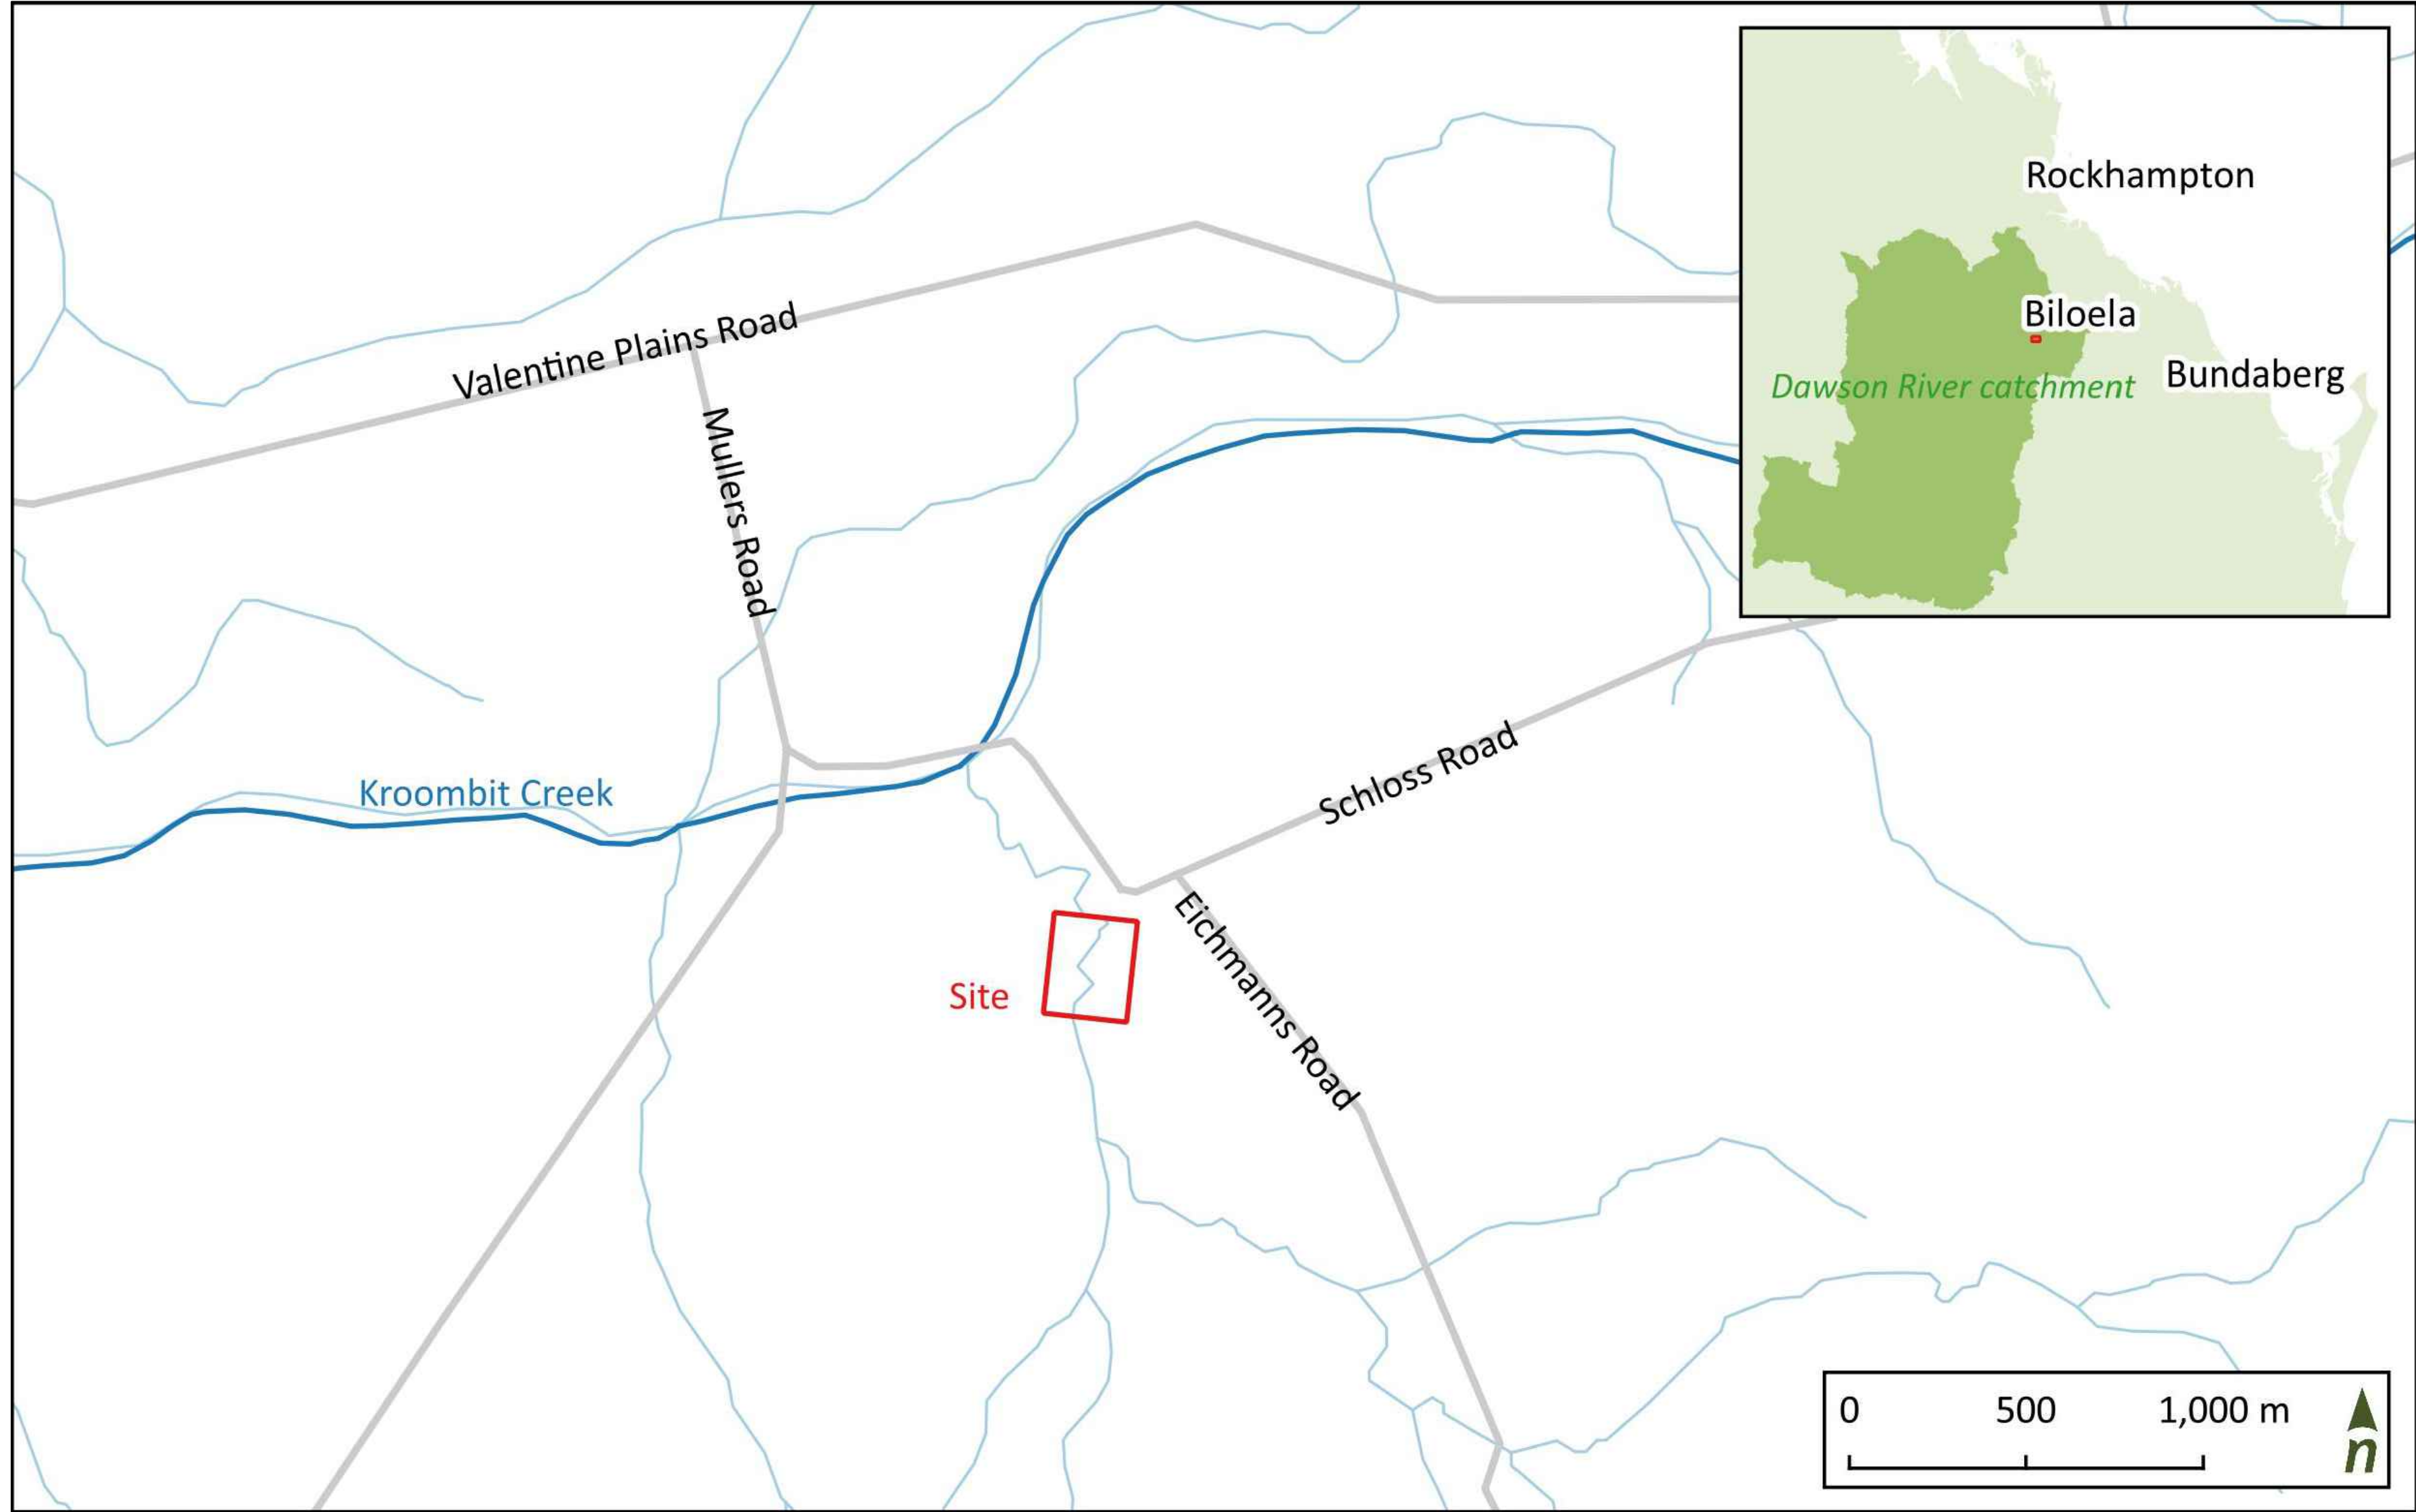 Rockhampton
Biloela
Bundaberg
Dawson River catchment
Valentine Plains Road
Mullers Road
Schloss Road
Kroombit Creek
Eichmanns Road
Site
0 500 1,000 m
n